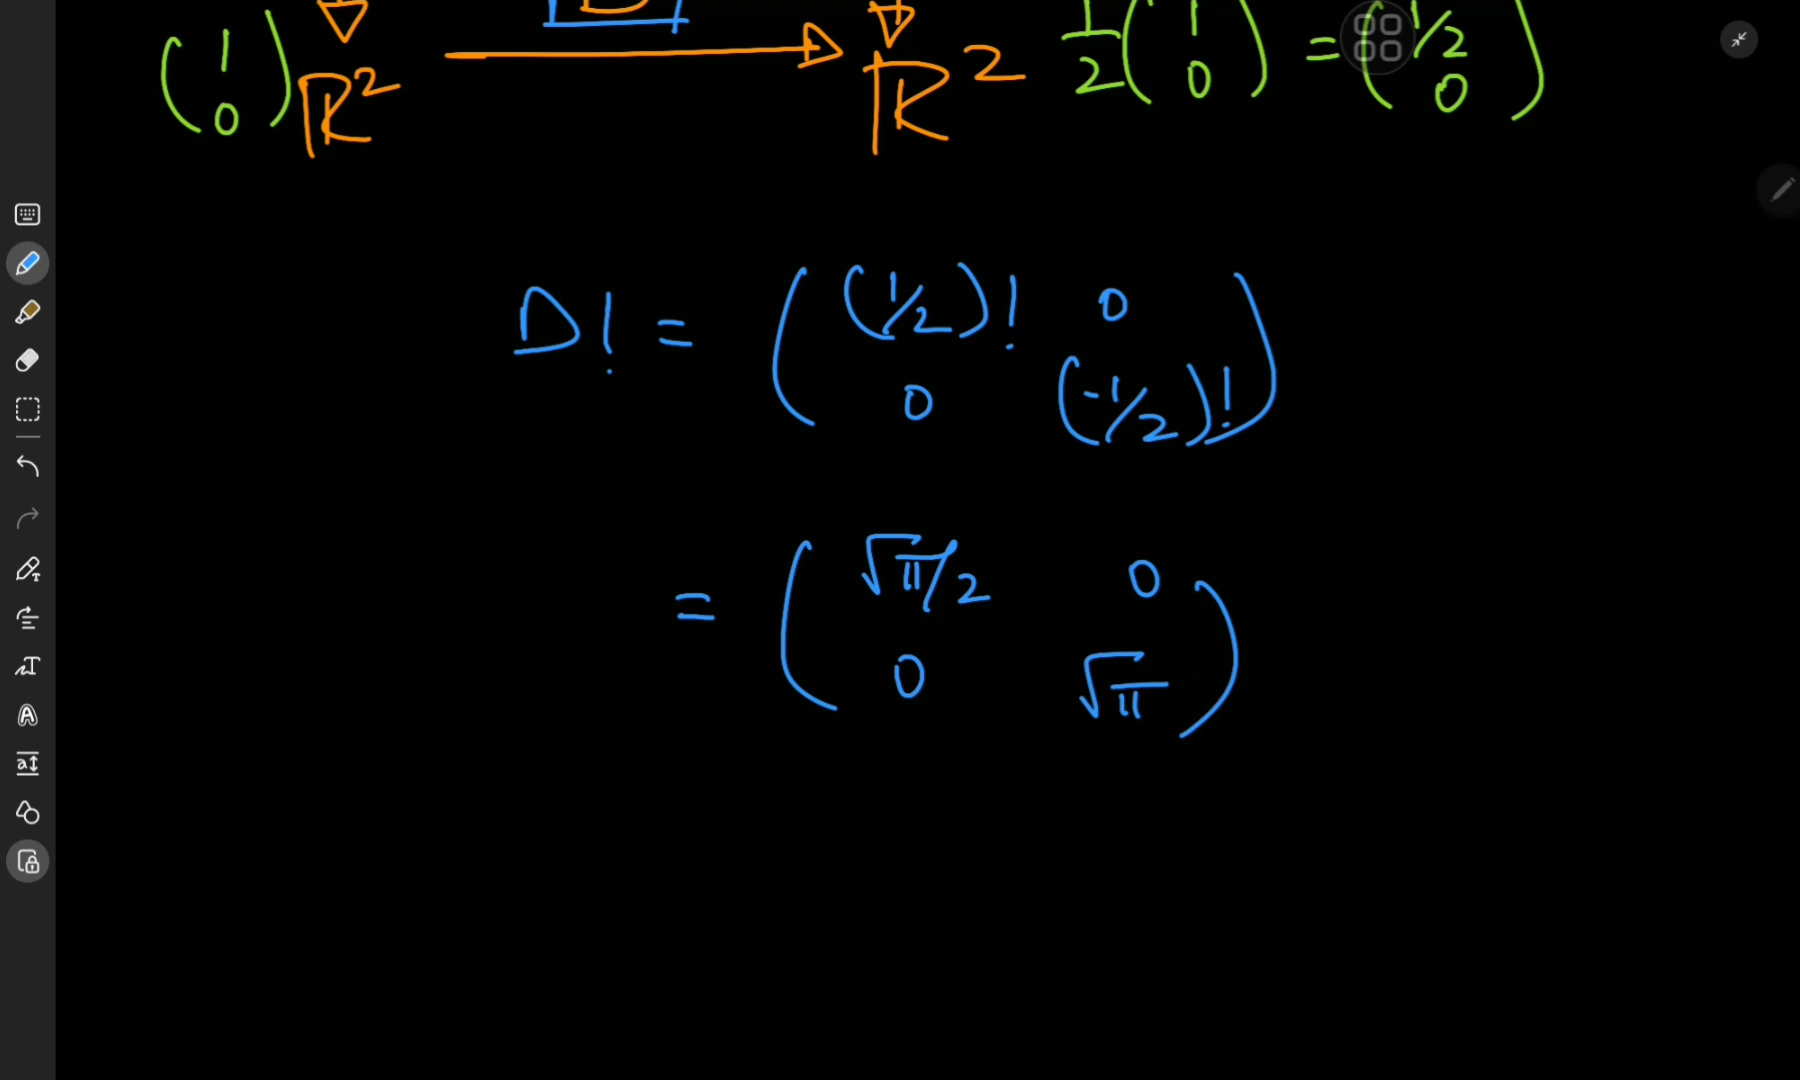 (1 0) ℝ² → ℝ² 1/2 (1 0) = (1/2 0)
D! = ( (1/2)! 0
0 (-1/2)! )
= ( √π/2 0
0 √π )